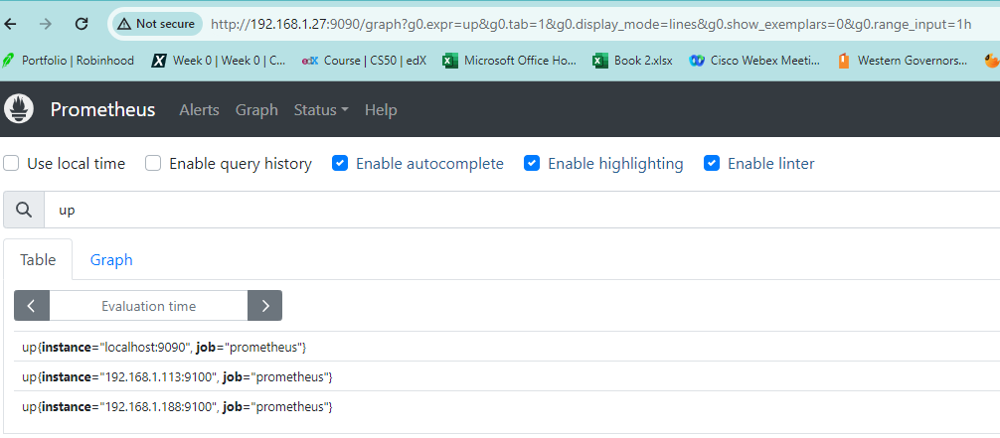 Not secure http://192.168.1.27:9090/graph?g0.expr=up&g0.tab=1&g0.display_mode=lines&g0.show_exemplars=0&g0.range_input=1h
Portfolio | Robinhood X Week 0 | Week 0 | C... edX Course | CS50 | edX Microsoft Office Ho... Book 2.xlsx Cisco Webex Meeti... Western Governors...
Prometheus Alerts Graph Status Help
Use local time Enable query history Enable autocomplete Enable highlighting Enable linter
up
Table Graph
Evaluation time
up{instance="localhost:9090", job="prometheus"}
up{instance="192.168.1.113:9100", job="prometheus"}
up{instance="192.168.1.188:9100", job="prometheus"}